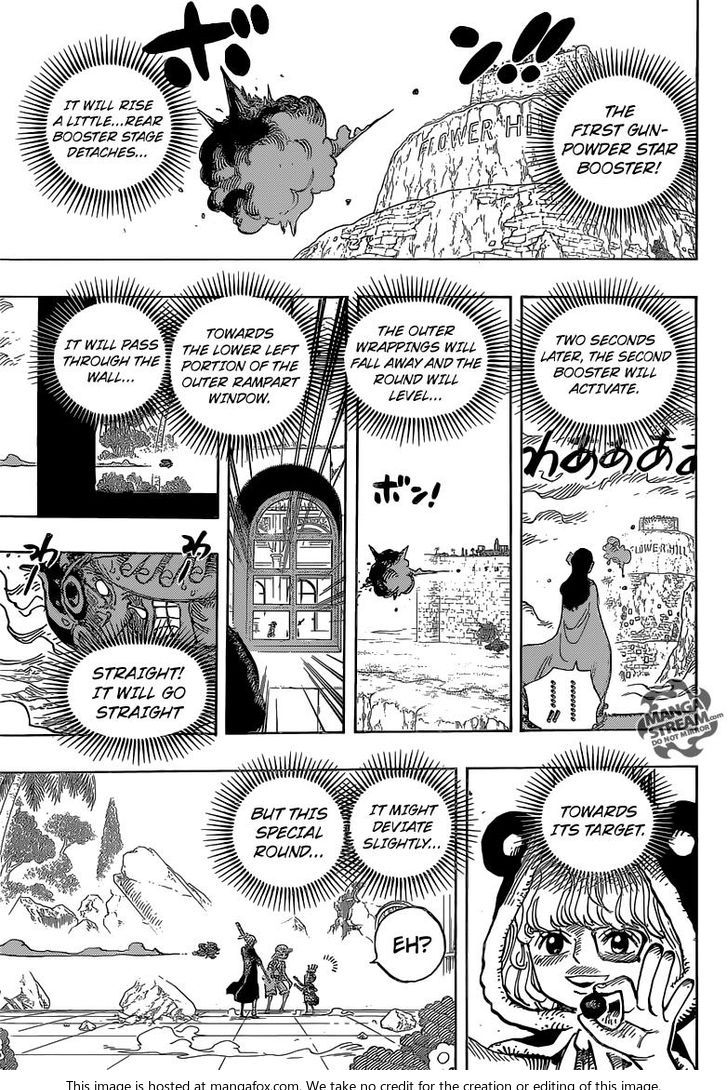 ボン!!
THE
FIRST GUN-
POWDER STAR
BOOSTER!
FLOWER HILL
IT WILL RISE
A LITTLE...REAR
BOOSTER STAGE
DETACHES...
TWO SECONDS
LATER, THE SECOND
BOOSTER WILL
ACTIVATE.
わああああ
FLOWER HILL
THE OUTER
WRAPPINGS WILL
FALL AWAY AND THE
ROUND WILL
LEVEL...
ボン!
TOWARDS
THE LOWER LEFT
PORTION OF THE
OUTER RAMPART
WINDOW.
IT WILL PASS
THROUGH THE
WALL...
わわ
STRAIGHT!
IT WILL GO
STRAIGHT
MANGA
STREAM.com
DO NOT MIRROR
TOWARDS
ITS TARGET.
IT MIGHT
DEVIATE
SLIGHTLY...
BUT THIS
SPECIAL
ROUND...
EH?
This image is hosted at mangafox.com. We take no credit for the creation or editing of this image.